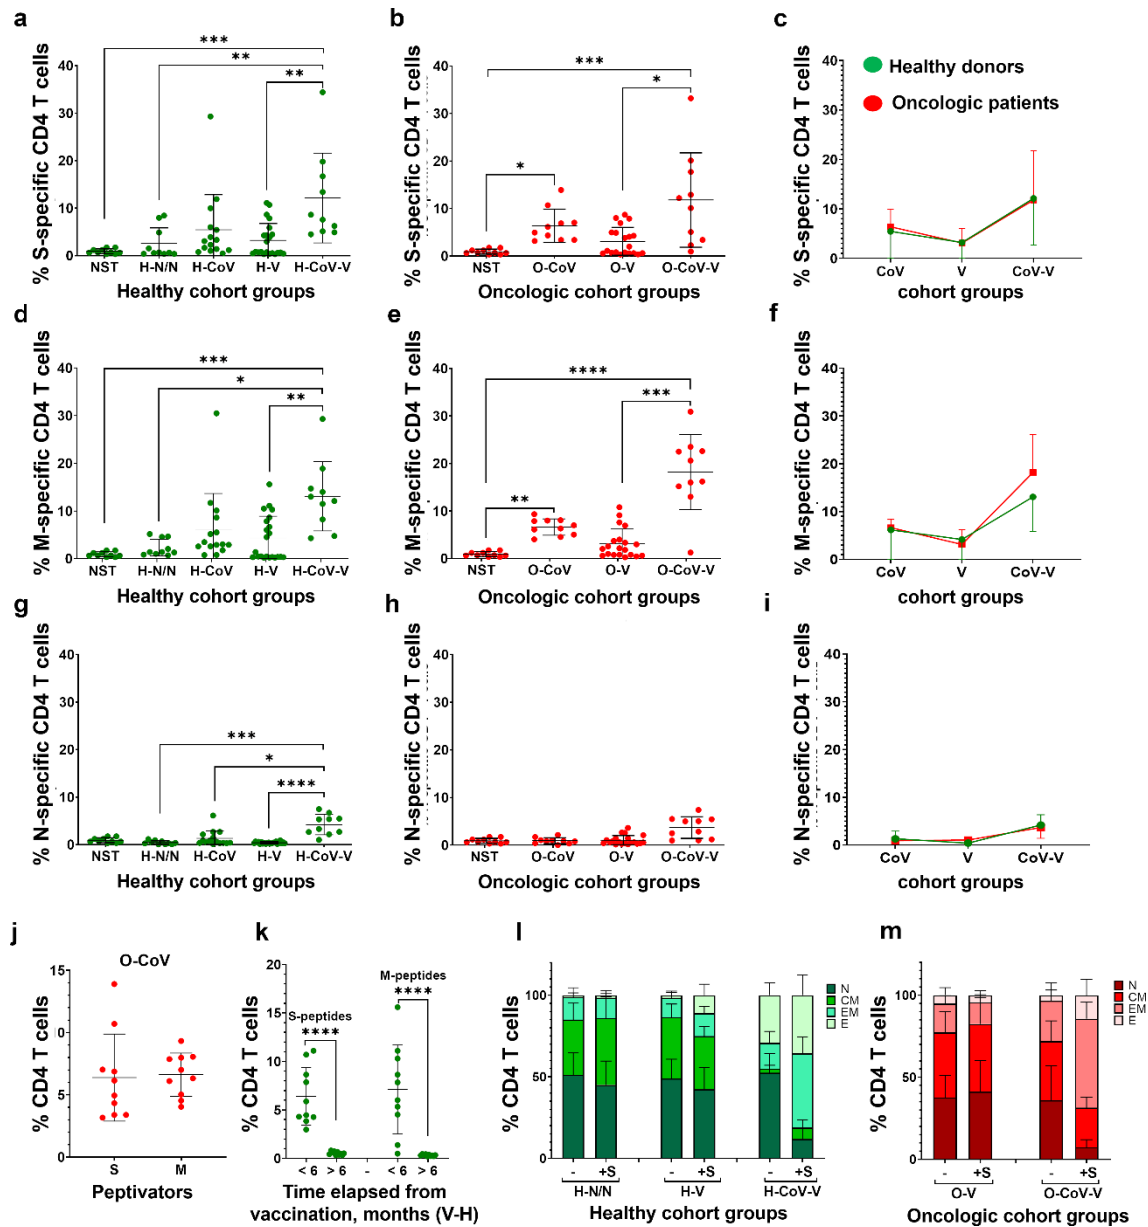 a
% S-specific CD4 T cells
40
30
20
10
0
***
**
**
NST H-N/N H-CoV H-V H-CoV-V
Healthy cohort groups
b
% S-specific CD4 T cells
40
30
20
10
0
***
*
*
NST O-CoV O-V O-CoV-V
Oncologic cohort groups
c
% S-specific CD4 T cells
40
30
20
10
0
Healthy donors
Oncologic patients
CoV V CoV-V
cohort groups
d
% M-specific CD4 T cells
40
30
20
10
0
***
*
**
NST H-N/N H-CoV H-V H-CoV-V
Healthy cohort groups
e
% M-specific CD4 T cells
40
30
20
10
0
****
***
**
NST O-CoV O-V O-CoV-V
Oncologic cohort groups
f
% M-specific CD4 T cells
40
30
20
10
0
CoV V CoV-V
cohort groups
g
% N-specific CD4 T cells
40
30
20
10
0
***
*
****
NST H-N/N H-CoV H-V H-CoV-V
Healthy cohort groups
h
% N-specific CD4 T cells
40
30
20
10
0
NST O-CoV O-V O-CoV-V
Oncologic cohort groups
i
% N-specific CD4 T cells
40
30
20
10
0
CoV V CoV-V
cohort groups
j
O-CoV
% CD4 T cells
5
0
S M
Peptivators
k
% CD4 T cells
20
15
10
5
0
M-peptides
****
S-peptides
****
< 6 > 6 - < 6 > 6
Time elapsed from
vaccination, months (V-H)
l
% CD4 T cells
100
50
0
N
CM
EM
E
- +S - +S - +S
H-N/N H-V H-CoV-V
Healthy cohort groups
m
% CD4 T cells
100
50
0
N
CM
EM
E
- +S - +S
O-V O-CoV-V
Oncologic cohort groups